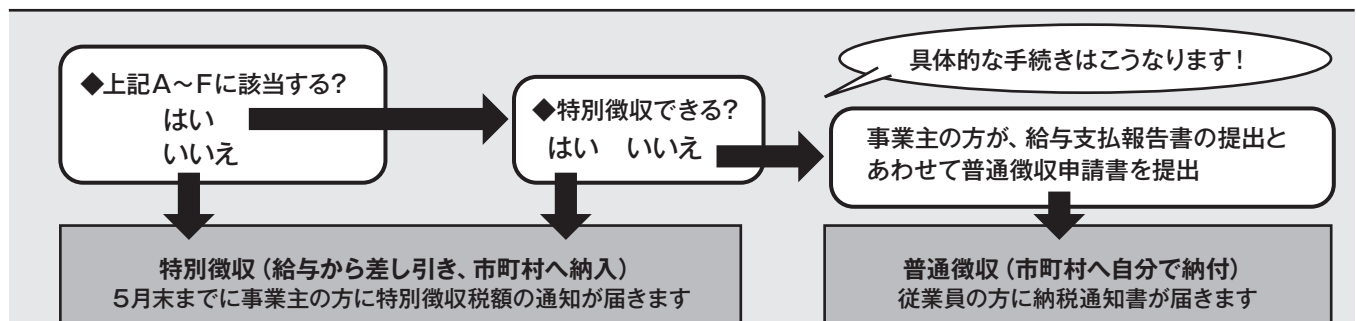 ◆上記A～Fに該当する?
はい
いいえ
◆特別徴収できる?
はい　いいえ
具体的な手続きはこうなります!
事業主の方が、給与支払報告書の提出と
あわせて普通徴収申請書を提出
特別徴収（給与から差し引き、市町村へ納入）
5月末までに事業主の方に特別徴収税額の通知が届きます
普通徴収（市町村へ自分で納付）
従業員の方に納税通知書が届きます